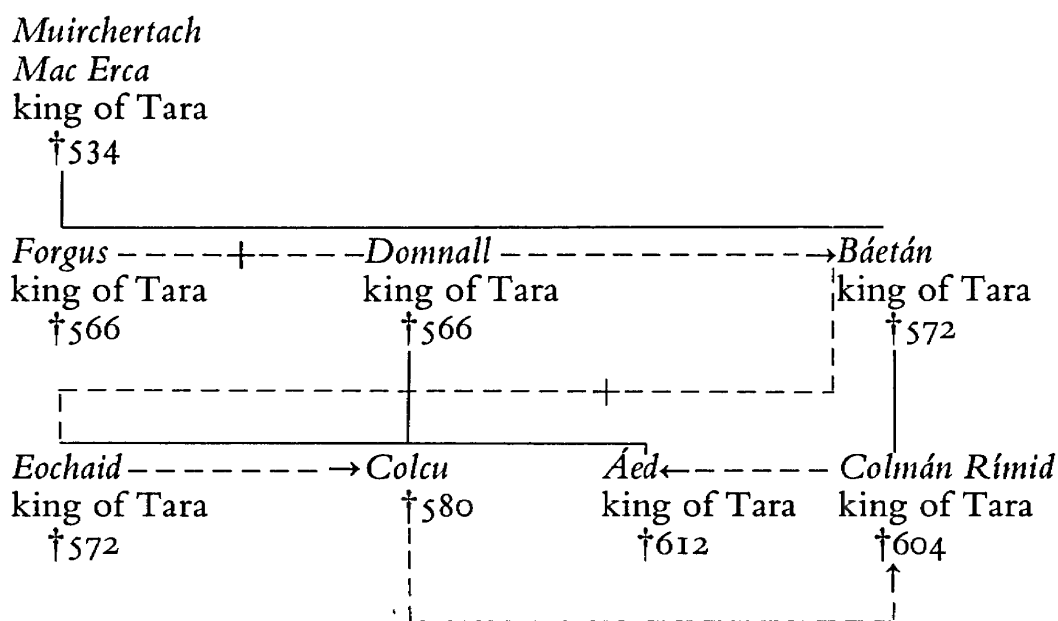 Muirchertach
Mac Erca
king of Tara
†534
Forgus Domnall Báetán
king of Tara king of Tara king of Tara
†566 †566 †572
Eochaid Colcu Áed Colmán Rímid
king of Tara †580 king of Tara king of Tara
†572 †612 †604